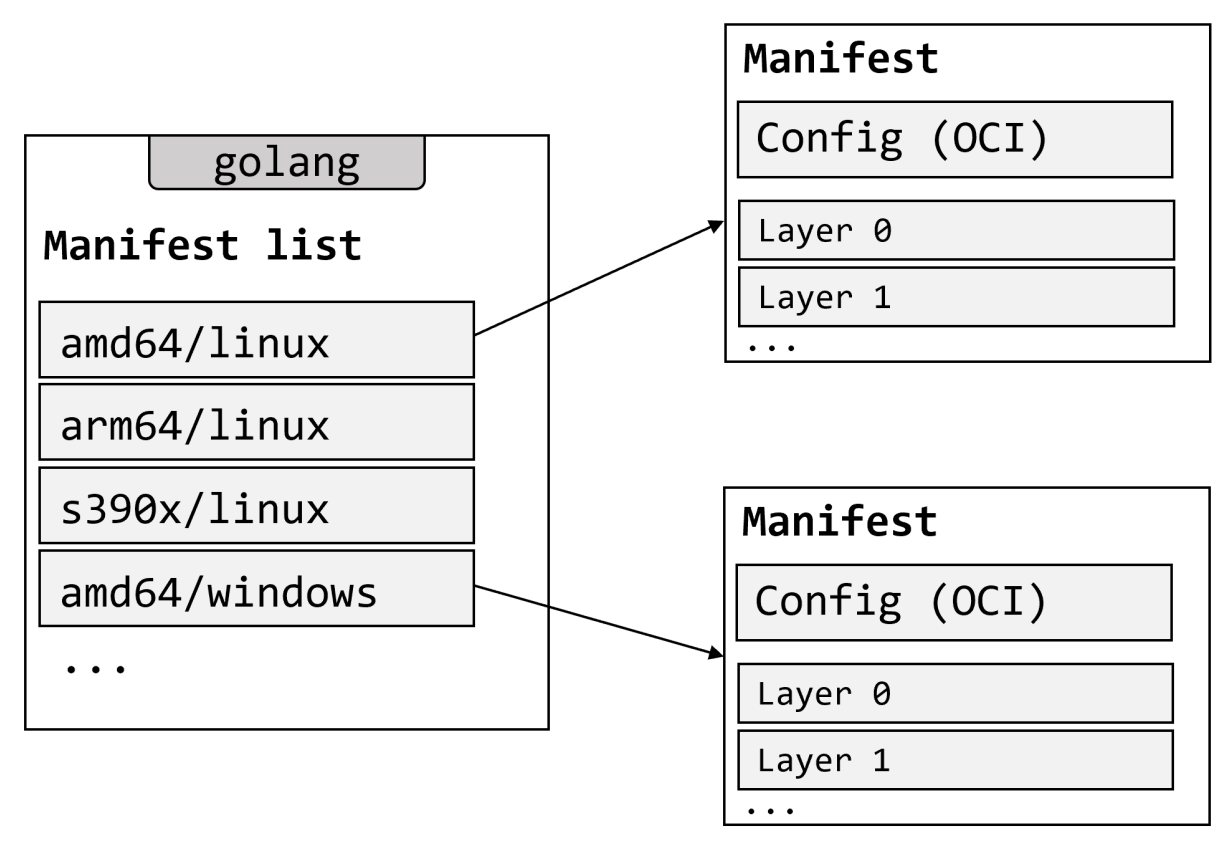 golang
Manifest list
amd64/linux
arm64/linux
s390x/linux
amd64/windows
...
Manifest
Config (OCI)
Layer 0
Layer 1
...
Manifest
Config (OCI)
Layer 0
Layer 1
...